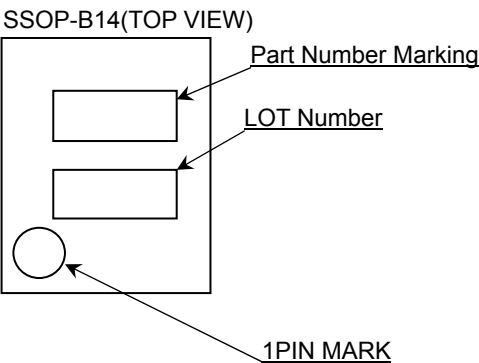 SSOP-B14(TOP VIEW)
Part Number Marking
LOT Number
1PIN MARK